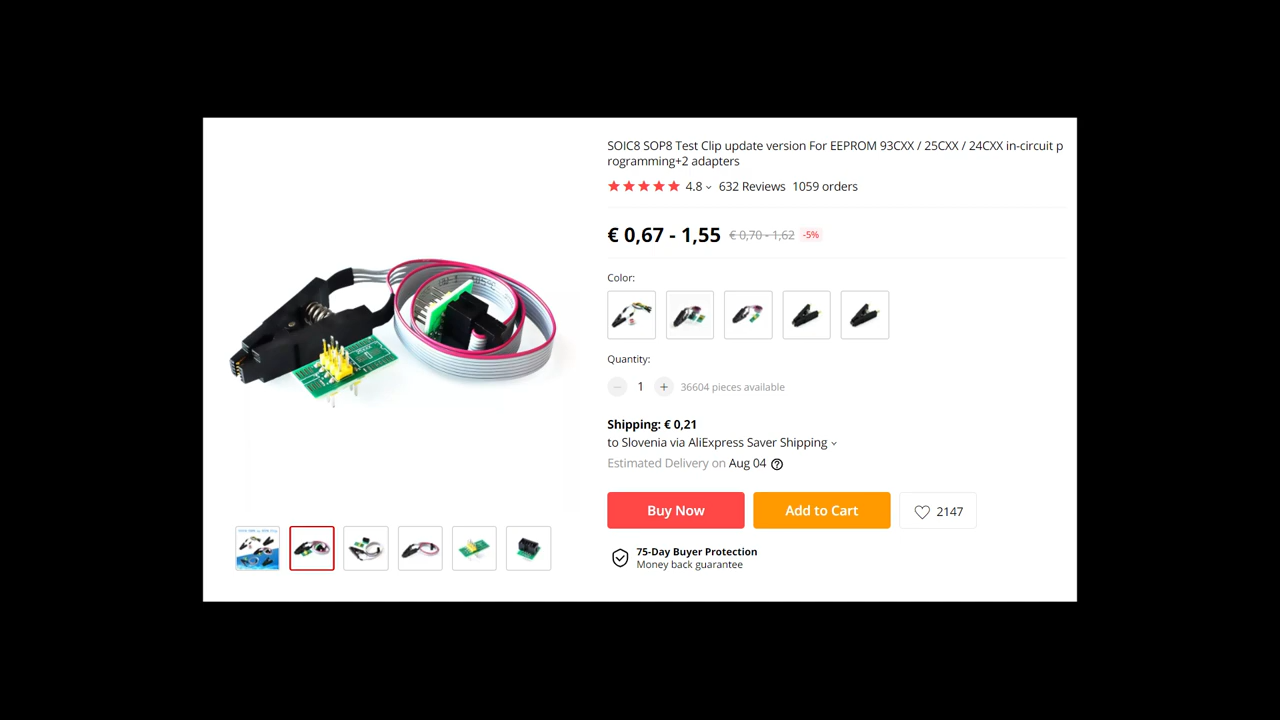 SOIC8 SOP8 Test Clip update version For EEPROM 93CXX / 25CXX / 24CXX in-circuit p
rogramming+2 adapters
4.8 632 Reviews 1059 orders
€ 0,67 - 1,55 € 0,70 - 1,62 -5%
Color:
Quantity:
1 36604 pieces available
Shipping: € 0,21
to Slovenia via AliExpress Saver Shipping
Estimated Delivery on Aug 04
Buy Now Add to Cart 2147
75-Day Buyer Protection
Money back guarantee